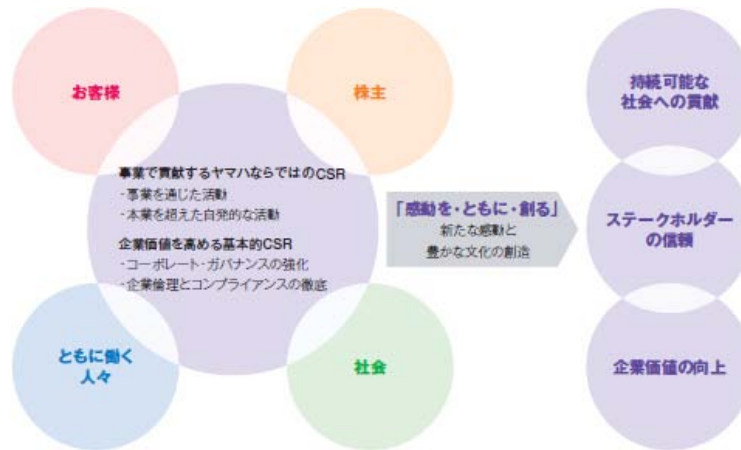 お客様
株主
事業で貢献するヤマハならではのCSR
・事業を通じた活動
・本業を超えた自発的な活動
企業価値を高める基本的CSR
・コーポレート・ガバナンスの強化
・企業倫理とコンプライアンスの徹底
ともに働く
人々
社会
「感動を・ともに・創る」
新たな感動と
豊かな文化の創造
持続可能な
社会への貢献
ステークホルダー
の信頼
企業価値の向上